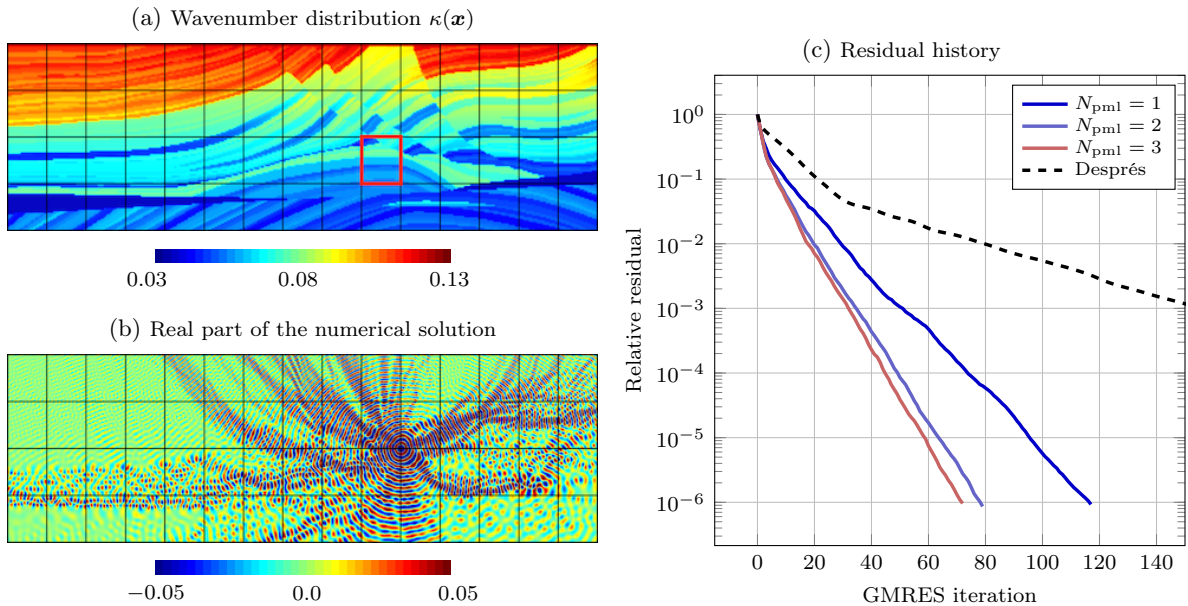 (a) Wavenumber distribution κ(𝒙)
0.03 0.08 0.13
(b) Real part of the numerical solution
−0.05 0.0 0.05
(c) Residual history
N_pml = 1
N_pml = 2
N_pml = 3
Després
Relative residual
10^0
10^−1
10^−2
10^−3
10^−4
10^−5
10^−6
0 20 40 60 80 100 120 140
GMRES iteration